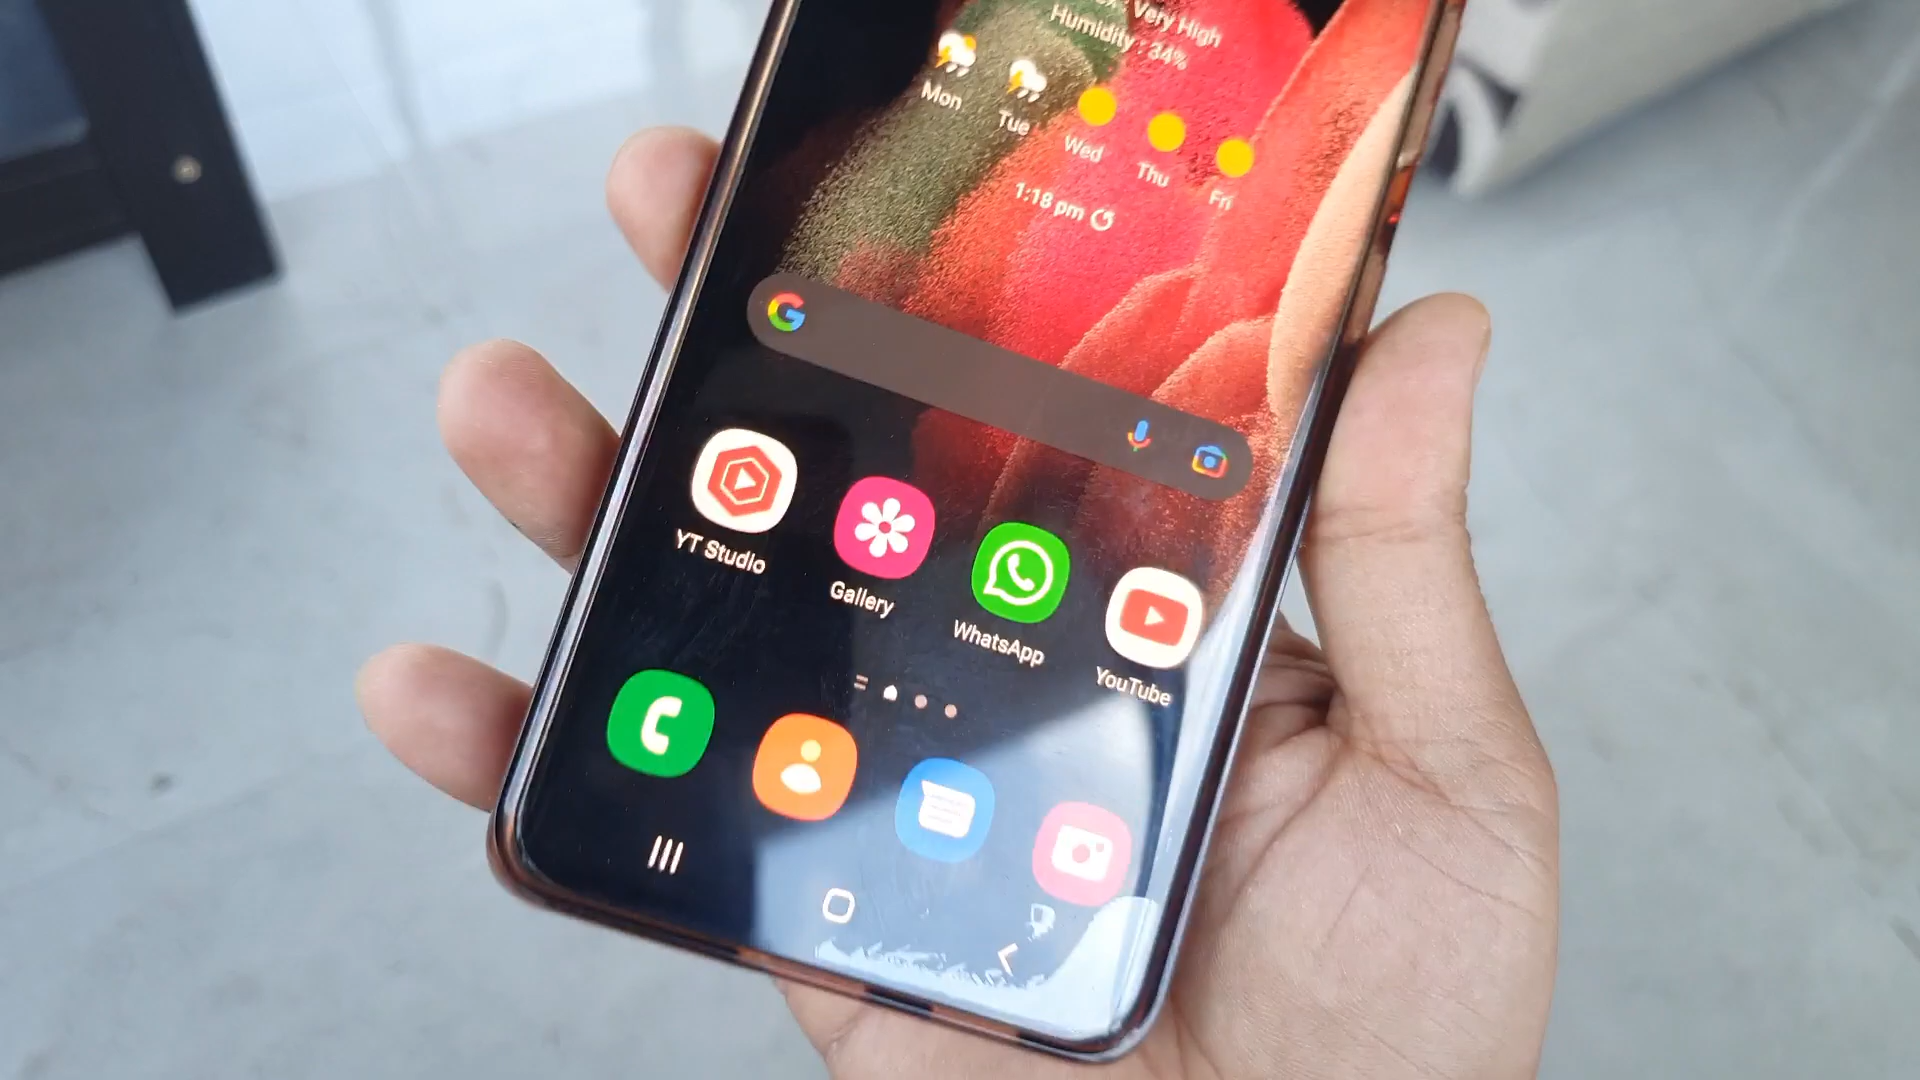 Very High
Humidity : 34%
Mon
Tue
Wed
Thu
Fri
1:18 pm
G
YT Studio
Gallery
WhatsApp
YouTube